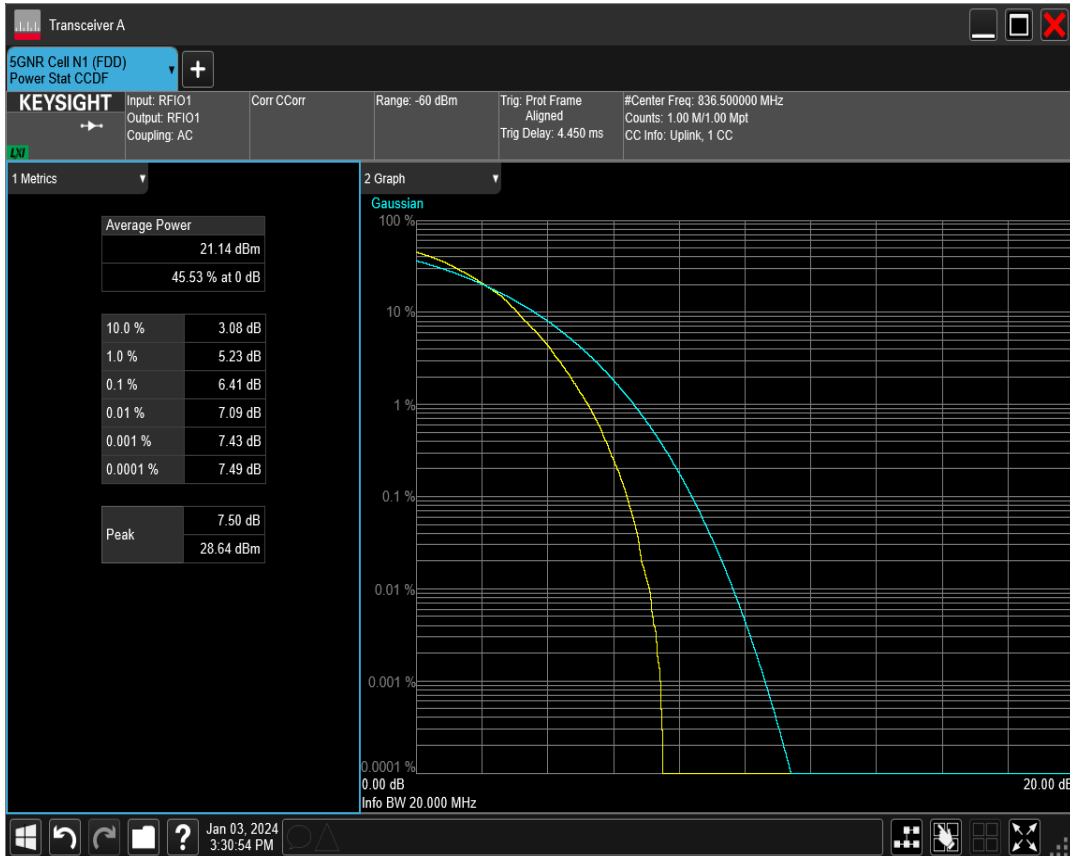 Transceiver A
5GNR Cell N1 (FDD)
Power Stat CCDF
+
KEYSIGHT
LXI
Input: RFIO1
Output: RFIO1
Coupling: AC
Corr CCorr
Range: -60 dBm
Trig: Prot Frame
Aligned
Trig Delay: 4.450 ms
#Center Freq: 836.500000 MHz
Counts: 1.00 M/1.00 Mpt
CC Info: Uplink, 1 CC
1 Metrics
Average Power
21.14 dBm
45.53 % at 0 dB
10.0 % 3.08 dB
1.0 % 5.23 dB
0.1 % 6.41 dB
0.01 % 7.09 dB
0.001 % 7.43 dB
0.0001 % 7.49 dB
Peak 7.50 dB
28.64 dBm
2 Graph
Gaussian
100 %
10 %
1 %
0.1 %
0.01 %
0.001 %
0.0001 %
0.00 dB 20.00 dB
Info BW 20.000 MHz
? Jan 03, 2024
3:30:54 PM